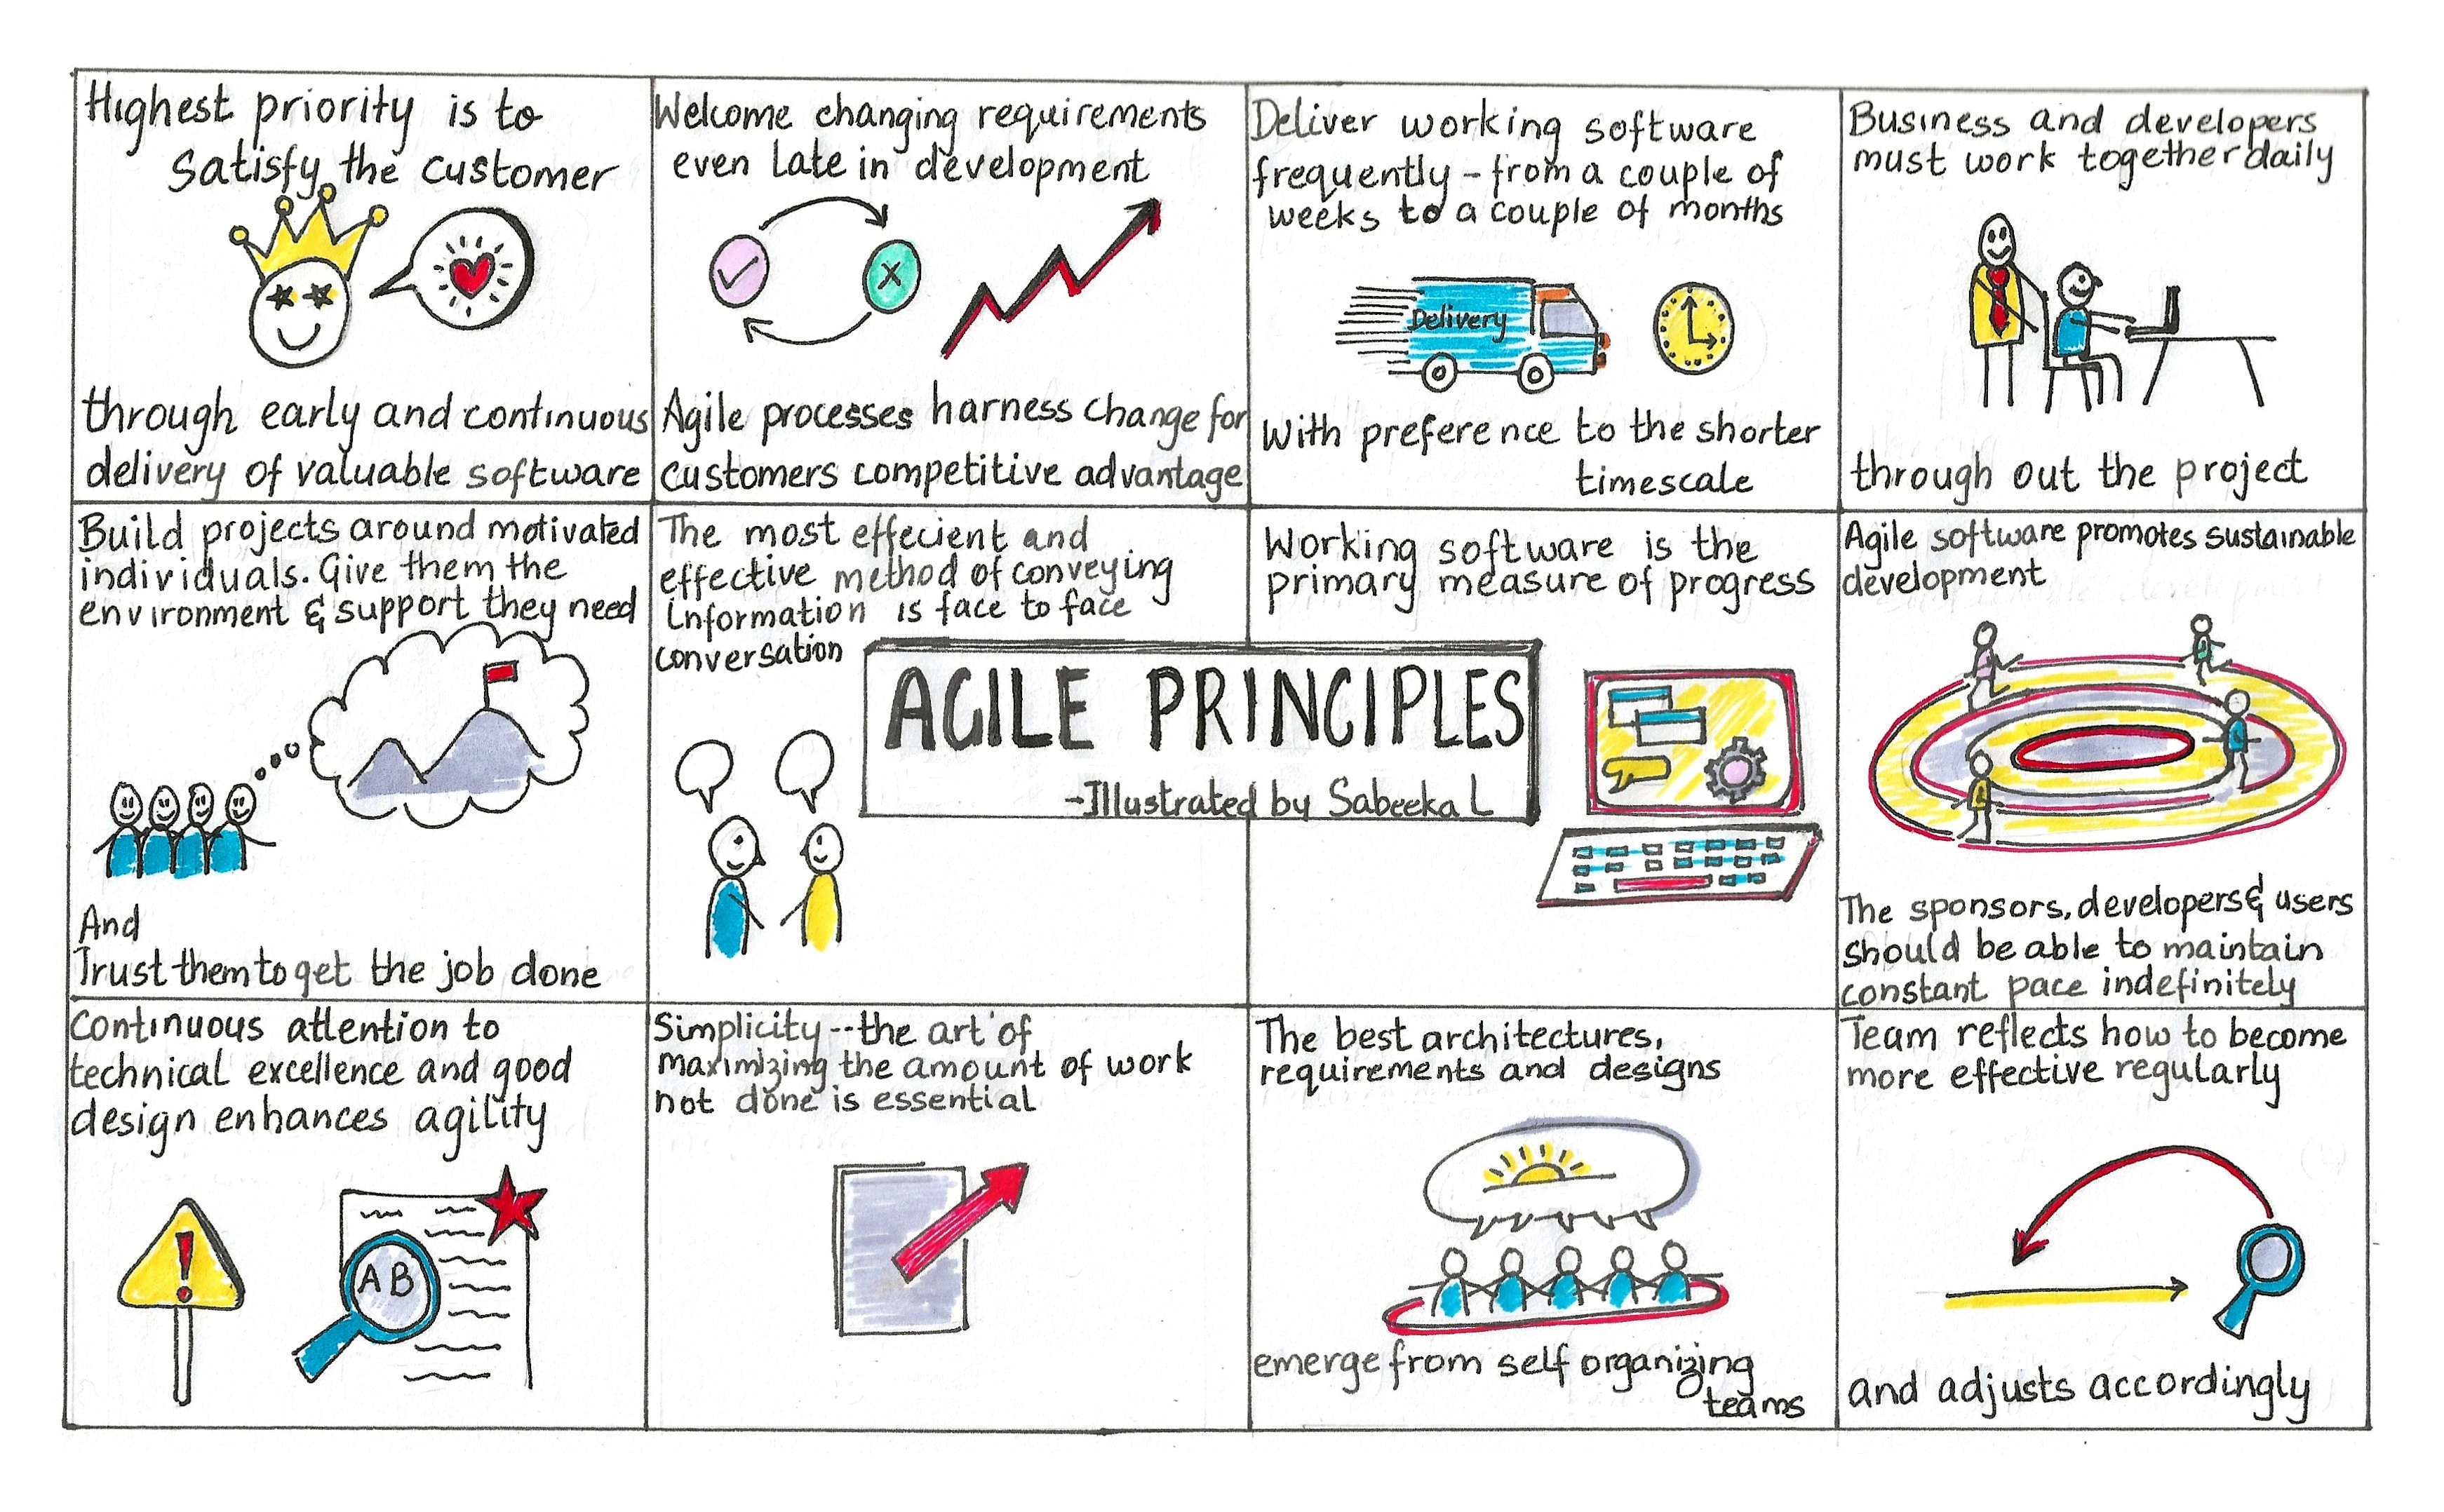 Highest priority is to
Satisfy the customer
through early and continuous
delivery of valuable software
Welcome changing requirements
even late in development
Agile processes harness change for
customers competitive advantage
Deliver working software
frequently - from a couple of
weeks to a couple of months
Delivery
With preference to the shorter
timescale
Business and developers
must work together daily
through out the project
Build projects around motivated
individuals. Give them the
environment & support they need
And
Trust them to get the job done
The most effecient and
effective method of conveying
Information is face to face
conversation
AGILE PRINCIPLES
-Illustrated by Sabeeka L
Working software is the
primary measure of progress
Agile software promotes sustainable
development
The sponsors, developers & users
should be able to maintain
constant pace indefinitely
Continuous attention to
technical excellence and good
design enhances agility
AB
Simplicity--the art of
maximizing the amount of work
not done is essential
The best architectures,
requirements and designs
emerge from self organizing
teams
Team reflects how to become
more effective regularly
and adjusts accordingly